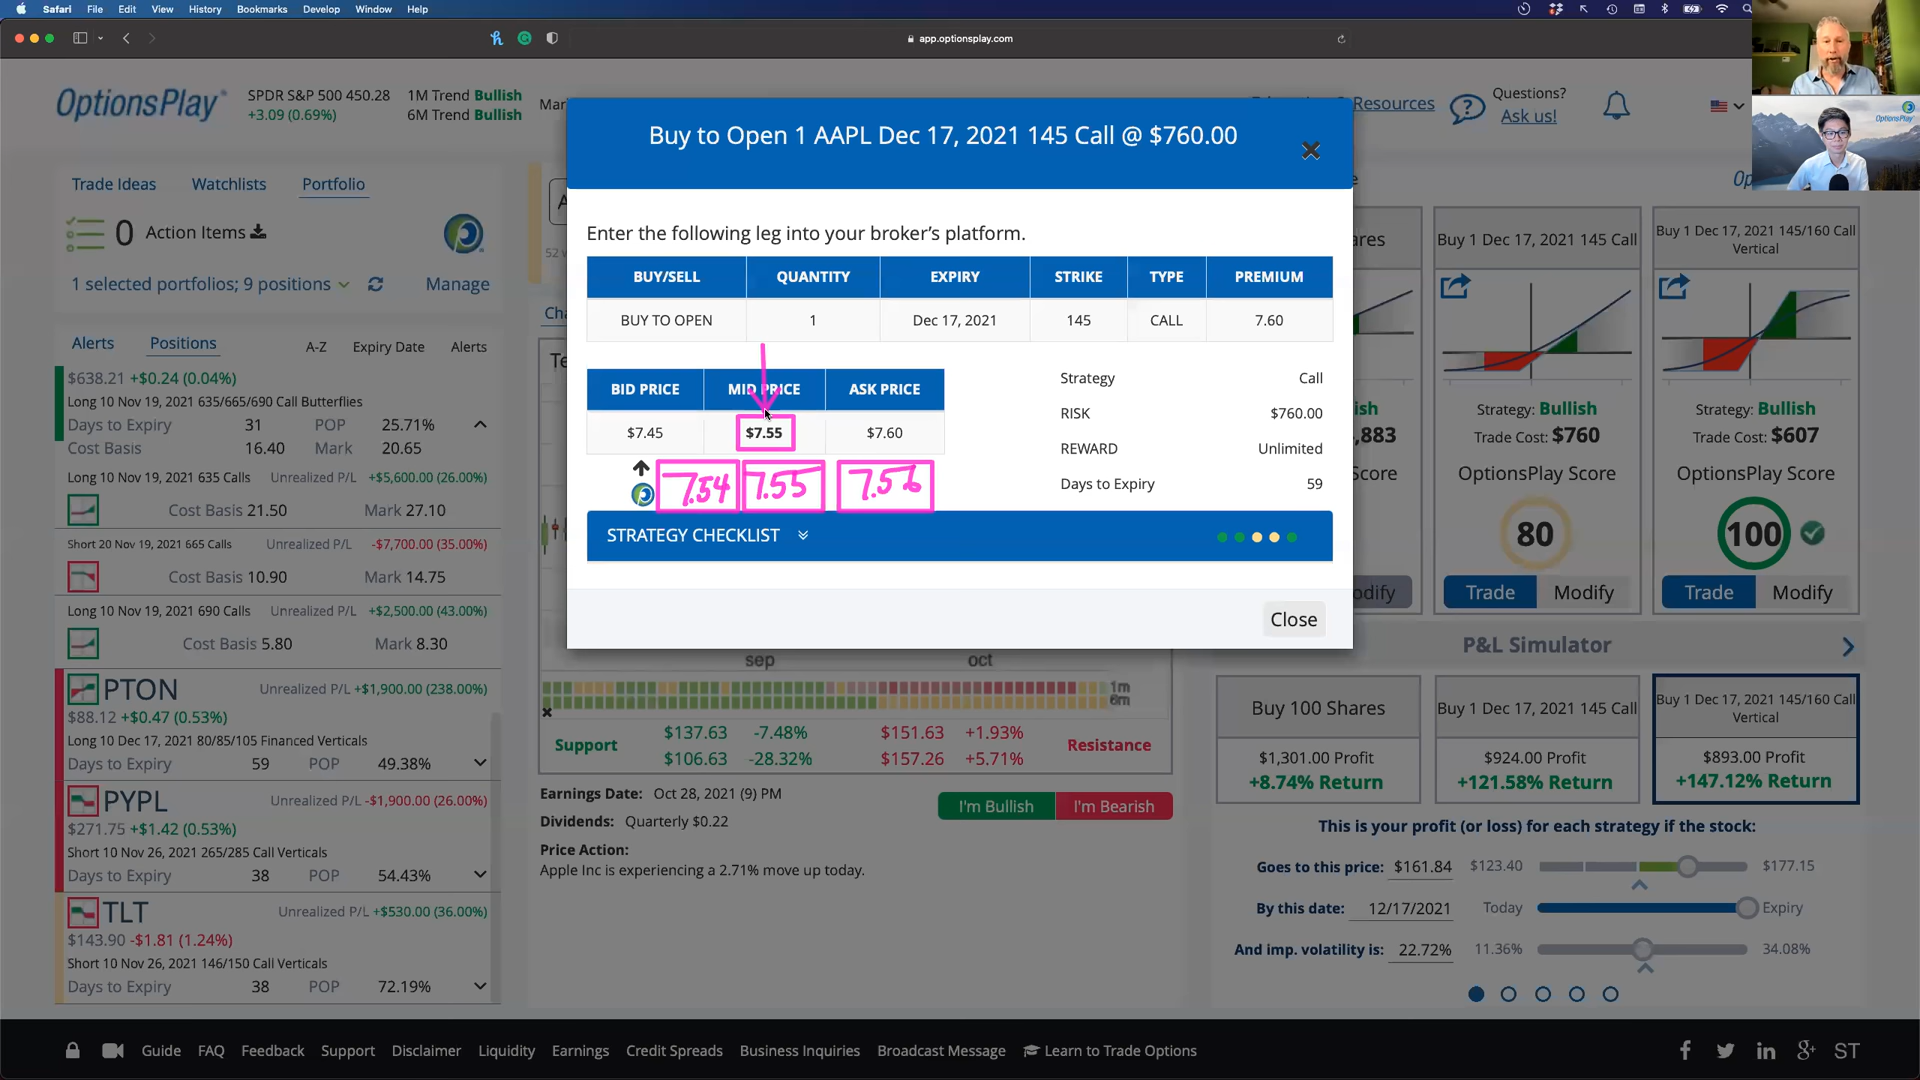 Safari File Edit View History Bookmarks Develop Window Help
app.optionsplay.com
OptionsPlay
SPDR S&P 500 450.28
+3.09 (0.69%)
1M Trend Bullish
6M Trend Bullish
Mar
Resources
Questions?
Ask us!
OptionsPlay
Trade Ideas Watchlists Portfolio
0 Action Items
1 selected portfolios; 9 positions
Manage
Alerts Positions A-Z Expiry Date Alerts
$638.21 +0.24 (0.04%)
Long 10 Nov 19, 2021 635/665/690 Call Butterflies
Days to Expiry 31 POP 25.71%
Cost Basis 16.40 Mark 20.65
Long 10 Nov 19, 2021 635 Calls Unrealized P/L +$5,600.00 (26.00%)
Cost Basis 21.50 Mark 27.10
Short 20 Nov 19, 2021 665 Calls Unrealized P/L -$7,700.00 (35.00%)
Cost Basis 10.90 Mark 14.75
Long 10 Nov 19, 2021 690 Calls Unrealized P/L +$2,500.00 (43.00%)
Cost Basis 5.80 Mark 8.30
PTON Unrealized P/L +$1,900.00 (238.00%)
$88.12 +$0.47 (0.53%)
Long 10 Dec 17, 2021 80/85/105 Financed Verticals
Days to Expiry 59 POP 49.38%
PYPL Unrealized P/L -$1,900.00 (26.00%)
$271.75 +$1.42 (0.53%)
Short 10 Nov 26, 2021 265/285 Call Verticals
Days to Expiry 38 POP 54.43%
TLT Unrealized P/L +$530.00 (36.00%)
$143.90 -$1.81 (1.24%)
Short 10 Nov 26, 2021 146/150 Call Verticals
Days to Expiry 38 POP 72.19%
Buy to Open 1 AAPL Dec 17, 2021 145 Call @ $760.00
Enter the following leg into your broker's platform.
BUY/SELL QUANTITY EXPIRY STRIKE TYPE PREMIUM
BUY TO OPEN 1 Dec 17, 2021 145 CALL 7.60
BID PRICE MID PRICE ASK PRICE
$7.45 $7.55 $7.60
7.54 7.55 7.56
Strategy Call
RISK $760.00
REWARD Unlimited
Days to Expiry 59
STRATEGY CHECKLIST
Close
52 w
Cha
Te
sep oct
1m
6m
Support $137.63 -7.48% $151.63 +1.93% Resistance
$106.63 -28.32% $157.26 +5.71%
Earnings Date: Oct 28, 2021 (9) PM
I'm Bullish I'm Bearish
Dividends: Quarterly $0.22
Price Action:
Apple Inc is experiencing a 2.71% move up today.
ares
ish
,883
odify
Buy 1 Dec 17, 2021 145 Call
Strategy: Bullish
Trade Cost: $760
OptionsPlay Score
80
Trade Modify
Buy 1 Dec 17, 2021 145/160 Call
Vertical
Strategy: Bullish
Trade Cost: $607
OptionsPlay Score
100
Trade Modify
P&L Simulator
Buy 100 Shares
$1,301.00 Profit
+8.74% Return
Buy 1 Dec 17, 2021 145 Call
$924.00 Profit
+121.58% Return
Buy 1 Dec 17, 2021 145/160 Call
Vertical
$893.00 Profit
+147.12% Return
This is your profit (or loss) for each strategy if the stock:
Goes to this price: $161.84 $123.40 $177.15
By this date: 12/17/2021 Today Expiry
And imp. volatility is: 22.72% 11.36% 34.08%
Guide FAQ Feedback Support Disclaimer Liquidity Earnings Credit Spreads Business Inquiries Broadcast Message Learn to Trade Options
ST